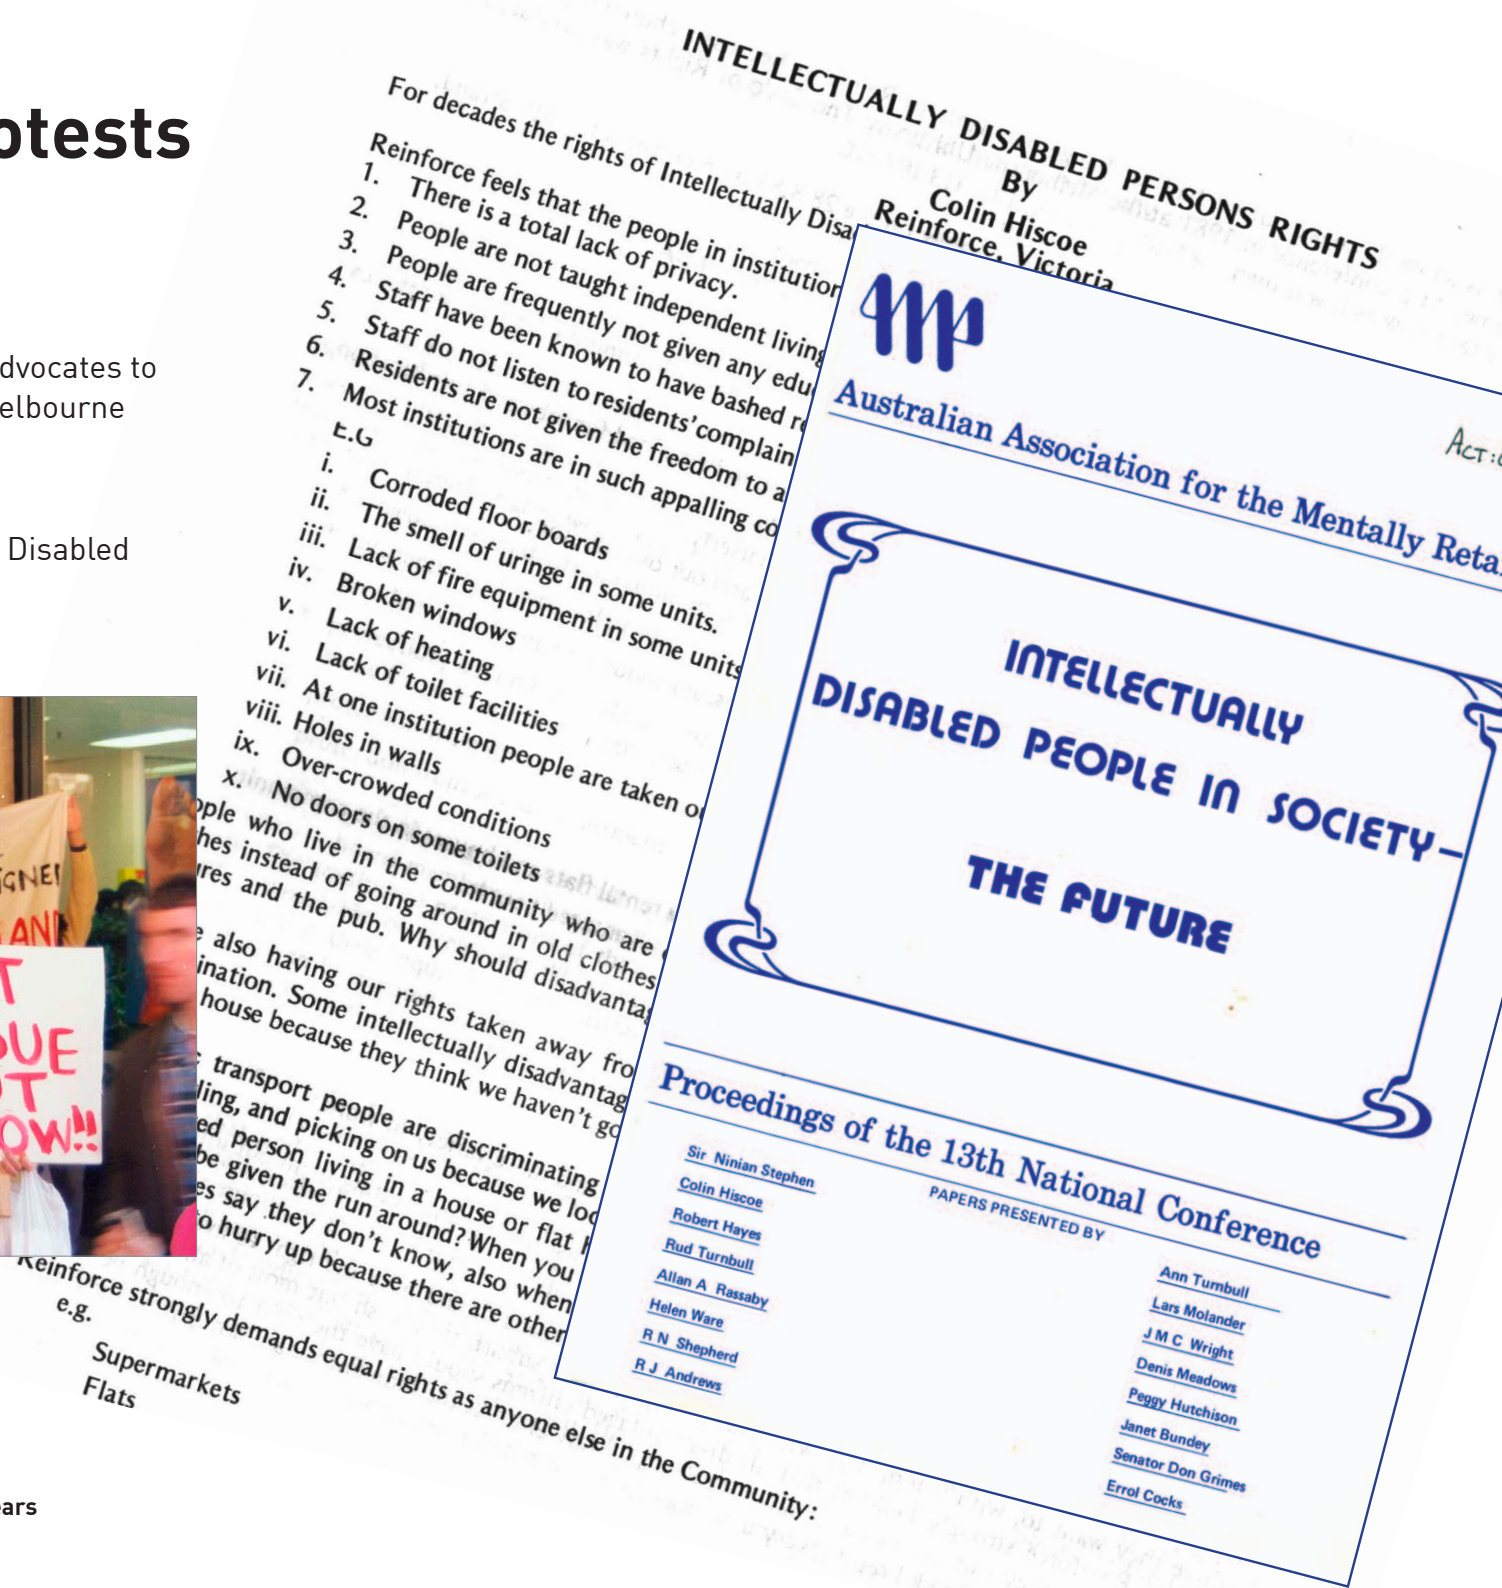 otests
dvocates to
elbourne
Disabled
IGNED
AND
T
OW!!
ears
INTELLECTUALLY DISABLED PERSONS RIGHTS
By
Colin Hiscoe
Reinforce, Victoria
For decades the rights of Intellectually Disa
Reinforce feels that the people in institution
1. There is a total lack of privacy.
2. People are not taught independent living
3. People are frequently not given any edu
4. Staff have been known to have bashed re
5. Staff do not listen to residents' complain
6. Residents are not given the freedom to a
7. Most institutions are in such appalling co
E.G
i. Corroded floor boards
ii. The smell of uringe in some units.
iii. Lack of fire equipment in some units
iv. Broken windows
v. Lack of heating
vi. Lack of toilet facilities
vii. At one institution people are taken ou
viii. Holes in walls
ix. Over-crowded conditions
x. No doors on some toilets
ople who live in the community who are
hes instead of going around in old clothes
ures and the pub. Why should disadvantag
e also having our rights taken away fro
ination. Some intellectually disadvantag
house because they think we haven't go
transport people are discriminating
ling, and picking on us because we loo
ed person living in a house or flat h
be given the run around? When you
es say they don't know, also when
o hurry up because there are other
Reinforce strongly demands equal rights as anyone else in the Community:
e.g.
Supermarkets
Flats
Australian Association for the Mentally Reta
ACT:
INTELLECTUALLY
DISABLED PEOPLE IN SOCIETY–
THE FUTURE
Proceedings of the 13th National Conference
PAPERS PRESENTED BY
Sir Ninian Stephen
Colin Hiscoe
Robert Hayes
Rud Turnbull
Allan A Rassaby
Helen Ware
R N Shepherd
R J Andrews
Ann Turnbull
Lars Molander
J M C Wright
Denis Meadows
Peggy Hutchison
Janet Bundey
Senator Don Grimes
Errol Cocks